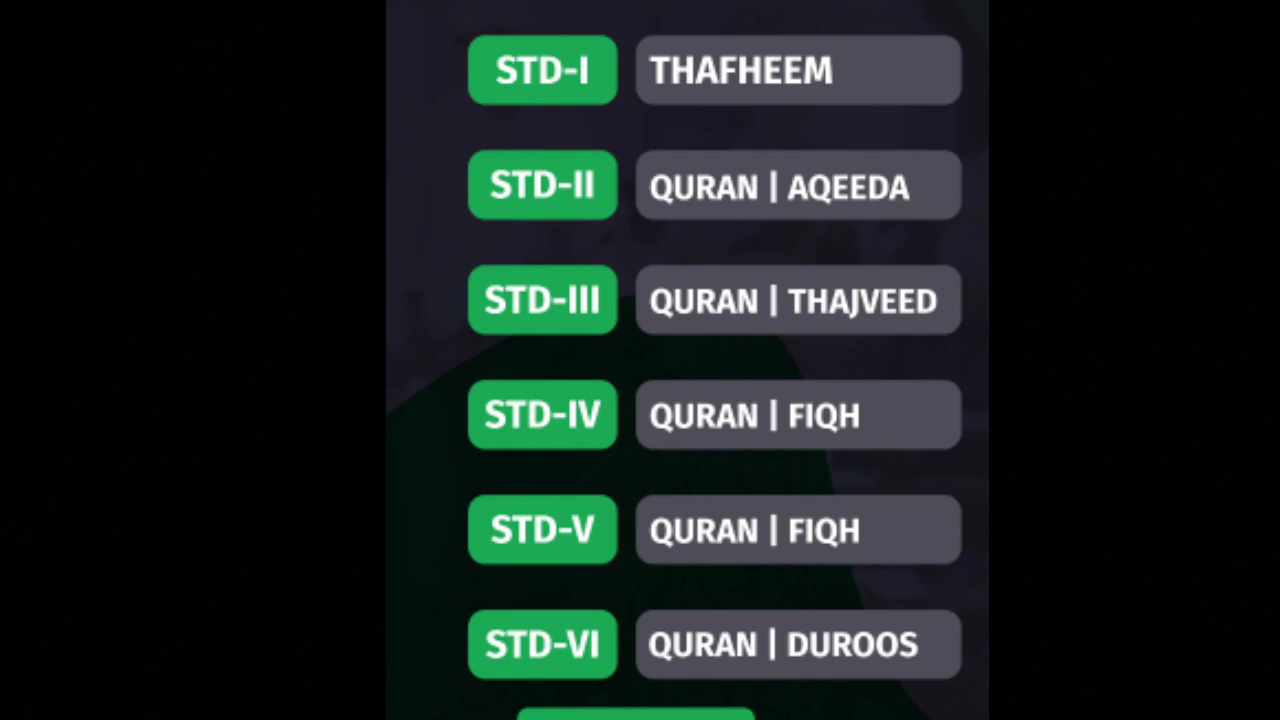 STD-I THAFHEEM
STD-II QURAN | AQEEDA
STD-III QURAN | THAJVEED
STD-IV QURAN | FIQH
STD-V QURAN | FIQH
STD-VI QURAN | DUROOS